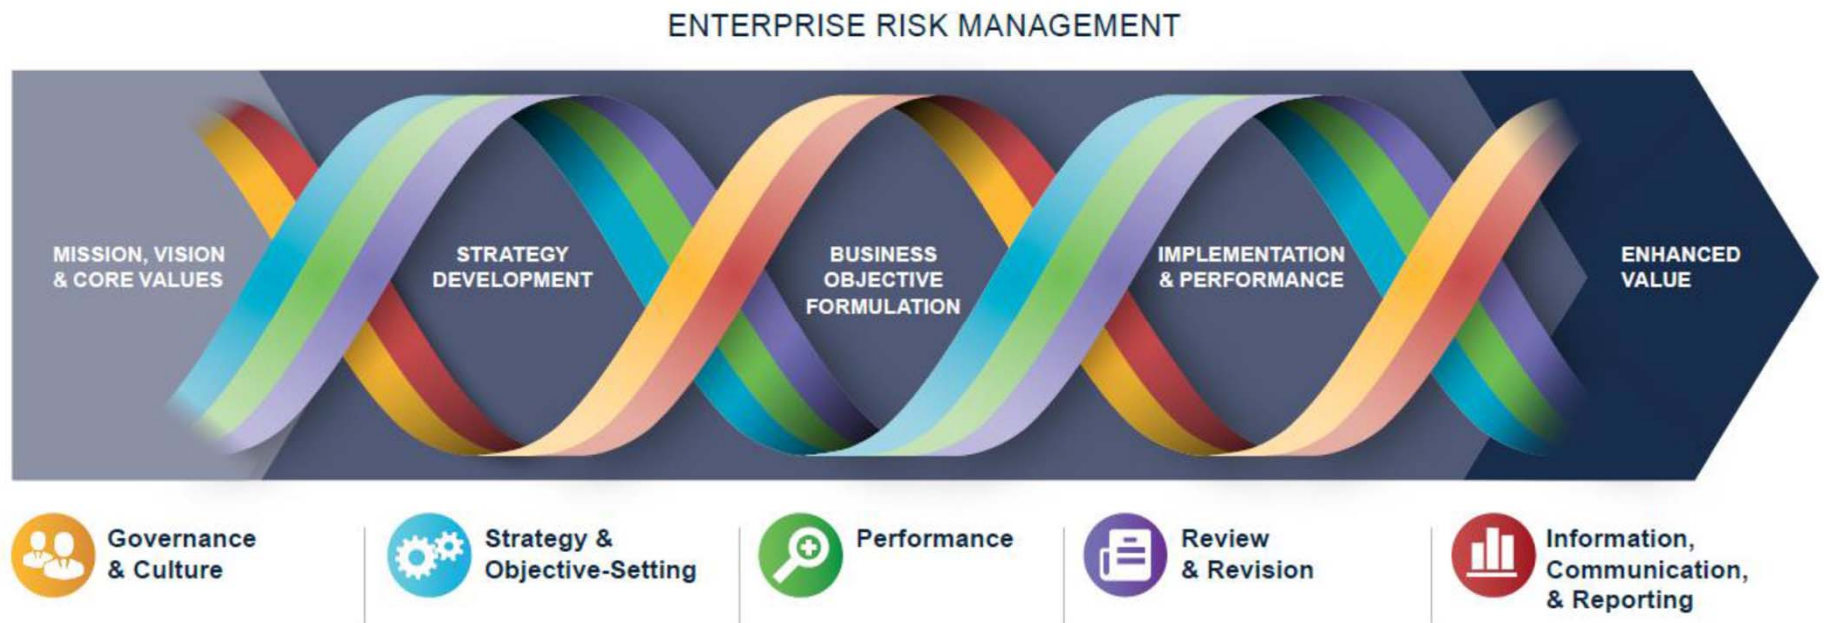 ENTERPRISE RISK MANAGEMENT
MISSION, VISION
& CORE VALUES
STRATEGY
DEVELOPMENT
BUSINESS
OBJECTIVE
FORMULATION
IMPLEMENTATION
& PERFORMANCE
ENHANCED
VALUE
Governance
& Culture
Strategy &
Objective-Setting
Performance
Review
& Revision
Information,
Communication,
& Reporting